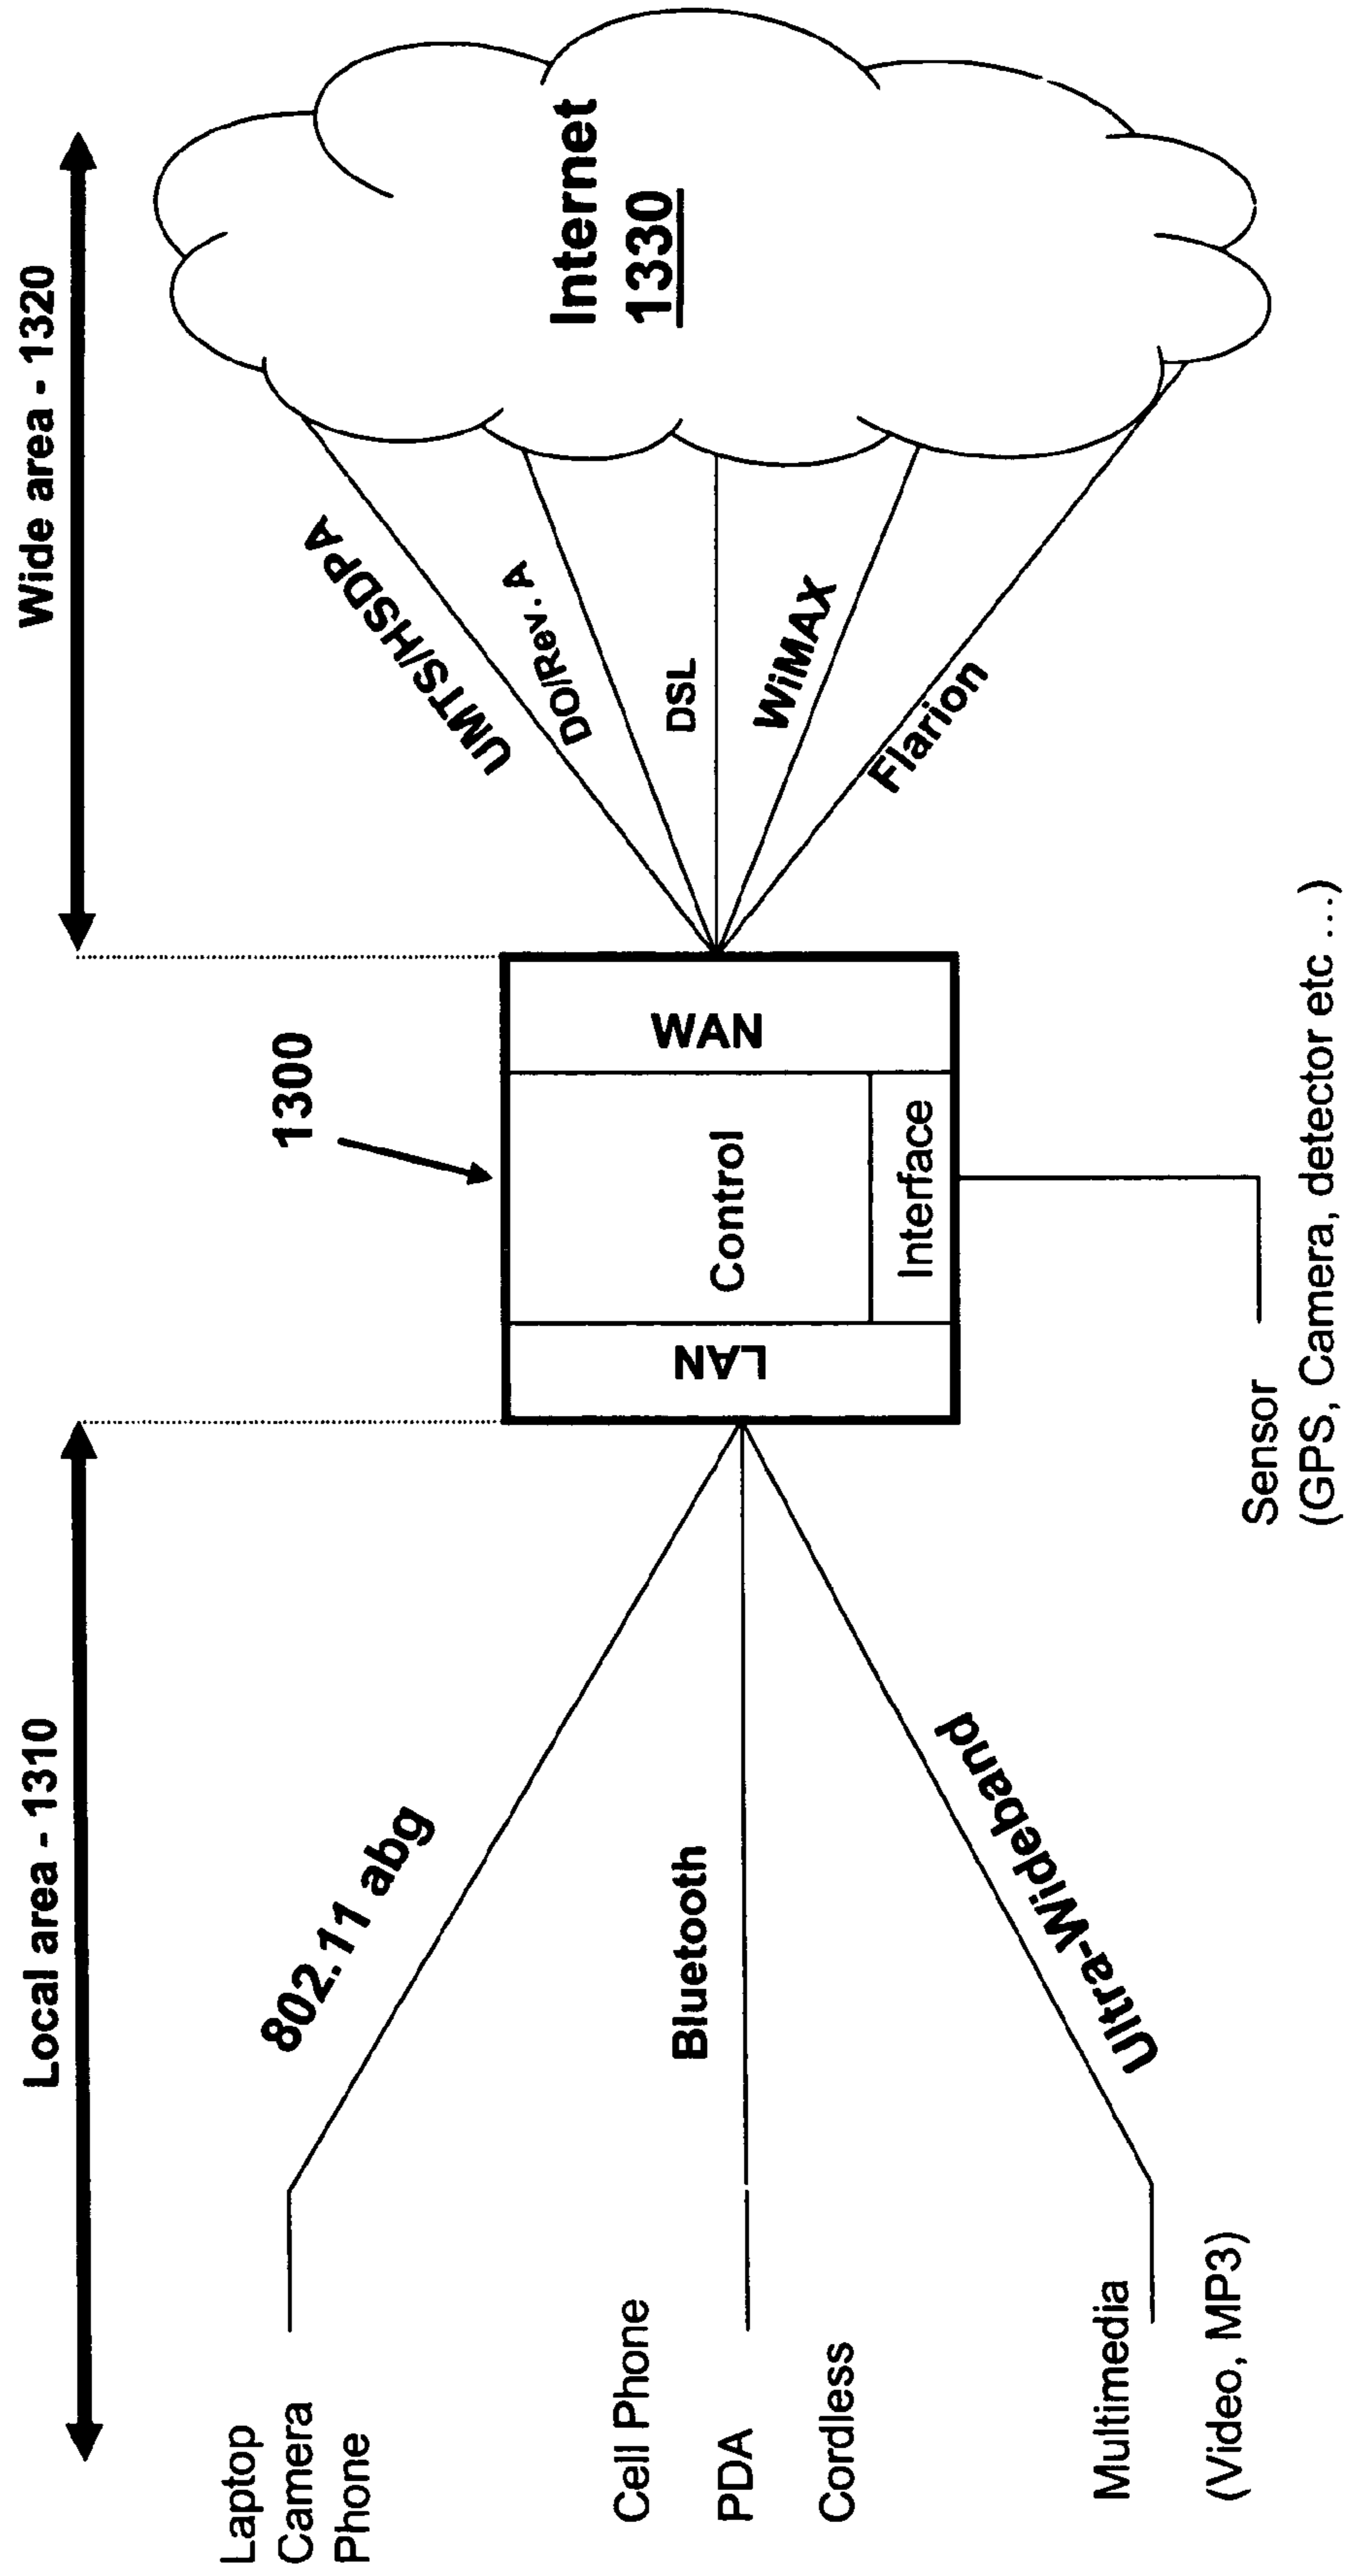 Local area - 1310
Wide area - 1320
1300
Laptop
Camera
Phone
802.11 abg
Cell Phone
PDA
Cordless
Bluetooth
Multimedia
(Video, MP3)
Ultra-Wideband
LAN
Control
Interface
WAN
Sensor
(GPS, Camera, detector etc ...)
UMTS/HSDPA
DO/Rev. A
DSL
WiMAX
Flarion
Internet
1330